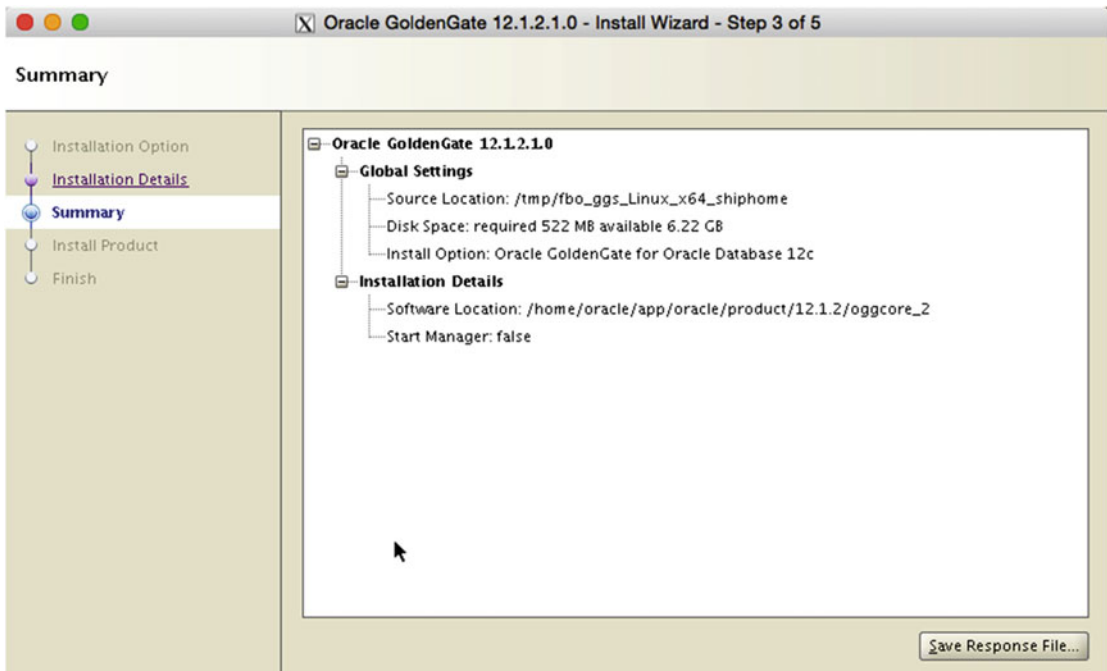 Oracle GoldenGate 12.1.2.1.0 - Install Wizard - Step 3 of 5
Summary
Installation Option
Installation Details
Summary
Install Product
Finish
Oracle GoldenGate 12.1.2.1.0
Global Settings
Source Location: /tmp/fbo_ggs_Linux_x64_shiphome
Disk Space: required 522 MB available 6.22 GB
Install Option: Oracle GoldenGate for Oracle Database 12c
Installation Details
Software Location: /home/oracle/app/oracle/product/12.1.2/oggcore_2
Start Manager: false
Save Response File...